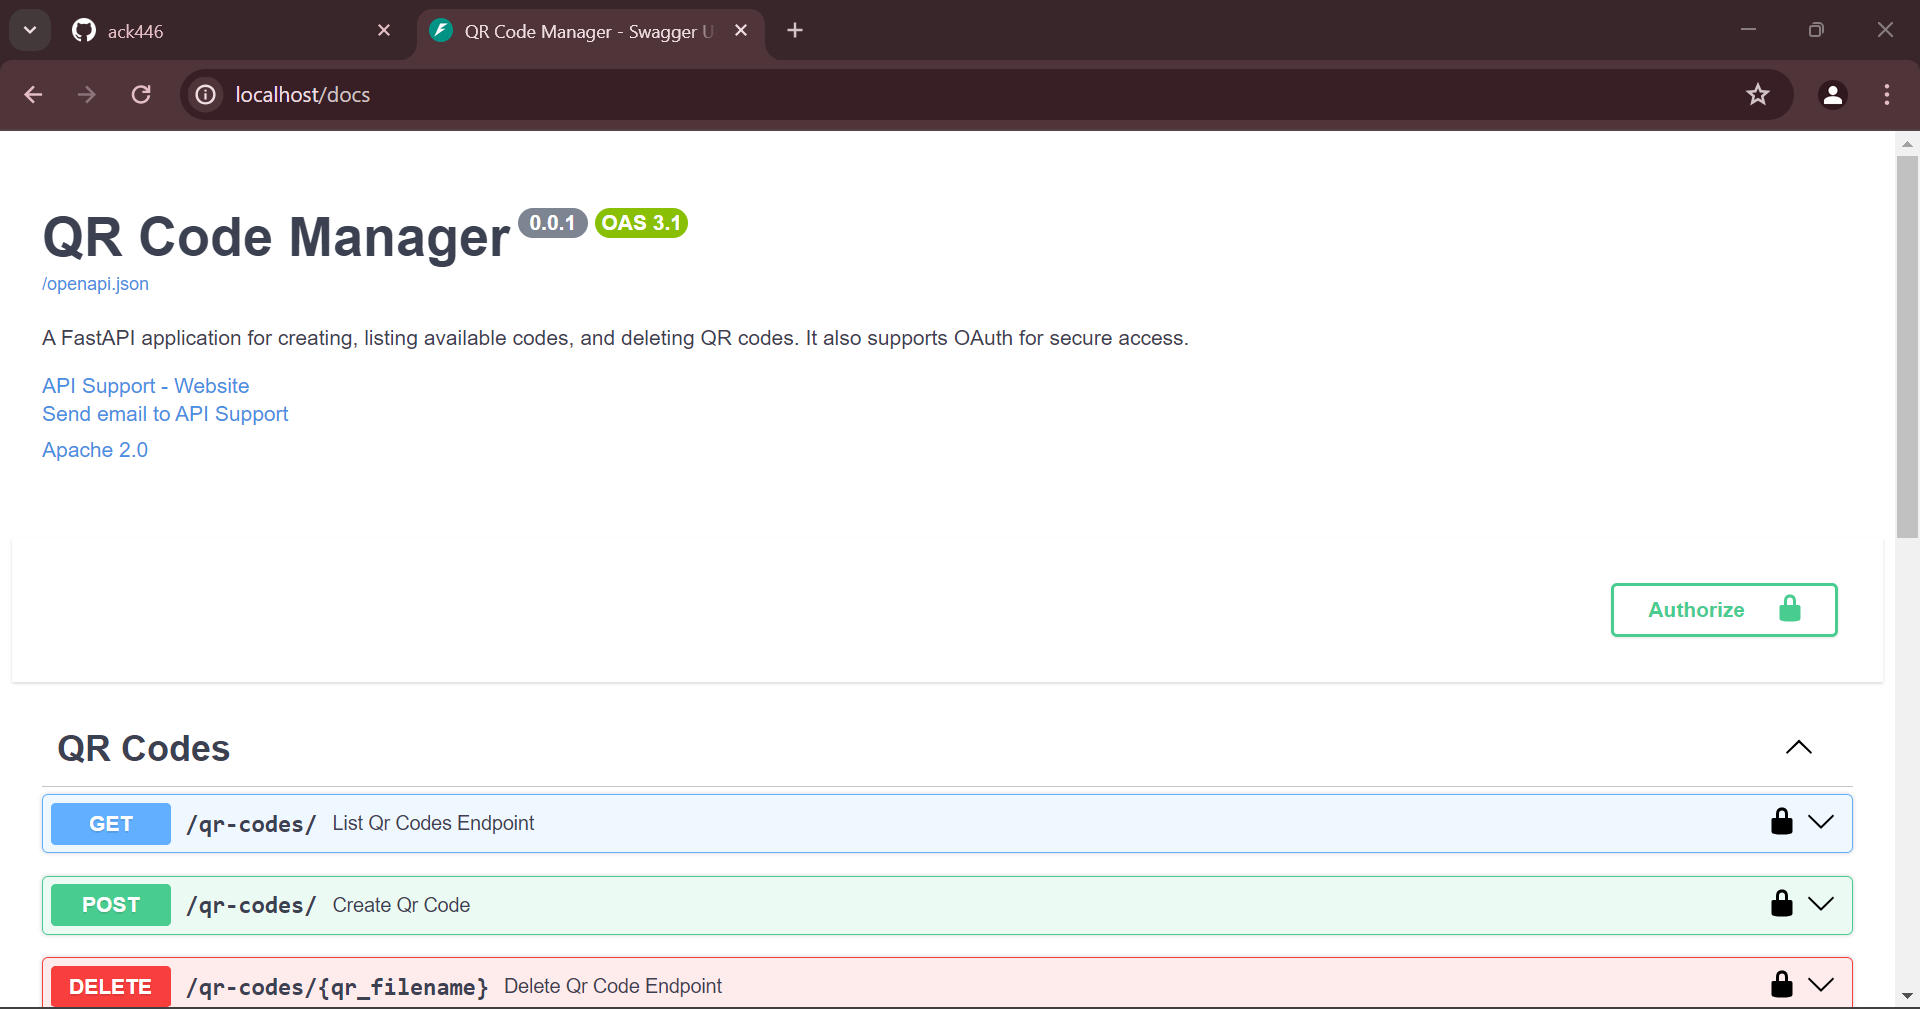 ack446
QR Code Manager - Swagger U
localhost/docs
QR Code Manager 0.0.1 OAS 3.1
/openapi.json
A FastAPI application for creating, listing available codes, and deleting QR codes. It also supports OAuth for secure access.
API Support - Website
Send email to API Support
Apache 2.0
Authorize
QR Codes
GET /qr-codes/ List Qr Codes Endpoint
POST /qr-codes/ Create Qr Code
DELETE /qr-codes/{qr_filename} Delete Qr Code Endpoint